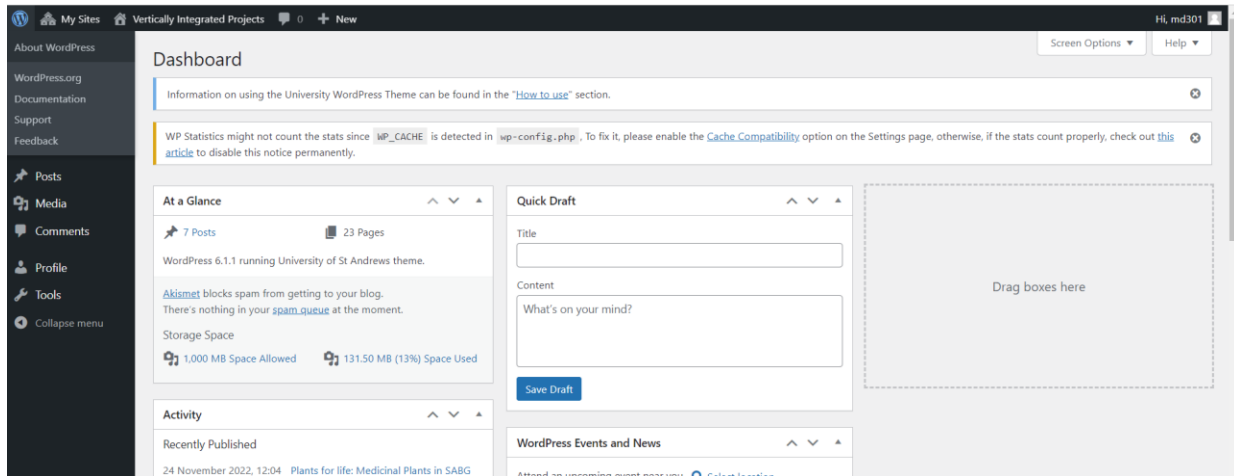 My Sites Vertically Integrated Projects 0 New Hi, md301
About WordPress
WordPress.org
Documentation
Support
Feedback
Posts
Media
Comments
Profile
Tools
Collapse menu
Screen Options Help
Dashboard
Information on using the University WordPress Theme can be found in the "How to use" section.
WP Statistics might not count the stats since WP_CACHE is detected in wp-config.php , To fix it, please enable the Cache Compatibility option on the Settings page, otherwise, if the stats count properly, check out this
article to disable this notice permanently.
At a Glance
7 Posts 23 Pages
WordPress 6.1.1 running University of St Andrews theme.
Akismet blocks spam from getting to your blog.
There's nothing in your spam queue at the moment.
Storage Space
1,000 MB Space Allowed 131.50 MB (13%) Space Used
Activity
Recently Published
24 November 2022, 12:04 Plants for life: Medicinal Plants in SABG
Quick Draft
Title
Content
What's on your mind?
Save Draft
WordPress Events and News
Attend an upcoming event near you. Select location
Drag boxes here